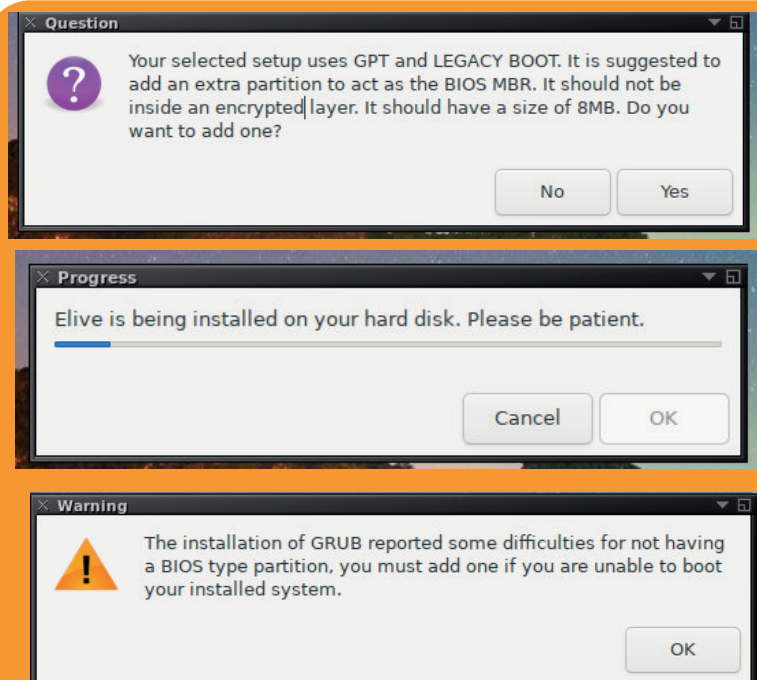 Question
Your selected setup uses GPT and LEGACY BOOT. It is suggested to
add an extra partition to act as the BIOS MBR. It should not be
inside an encrypted layer. It should have a size of 8MB. Do you
want to add one?
No Yes
Progress
Elive is being installed on your hard disk. Please be patient.
Cancel OK
Warning
The installation of GRUB reported some difficulties for not having
a BIOS type partition, you must add one if you are unable to boot
your installed system.
OK